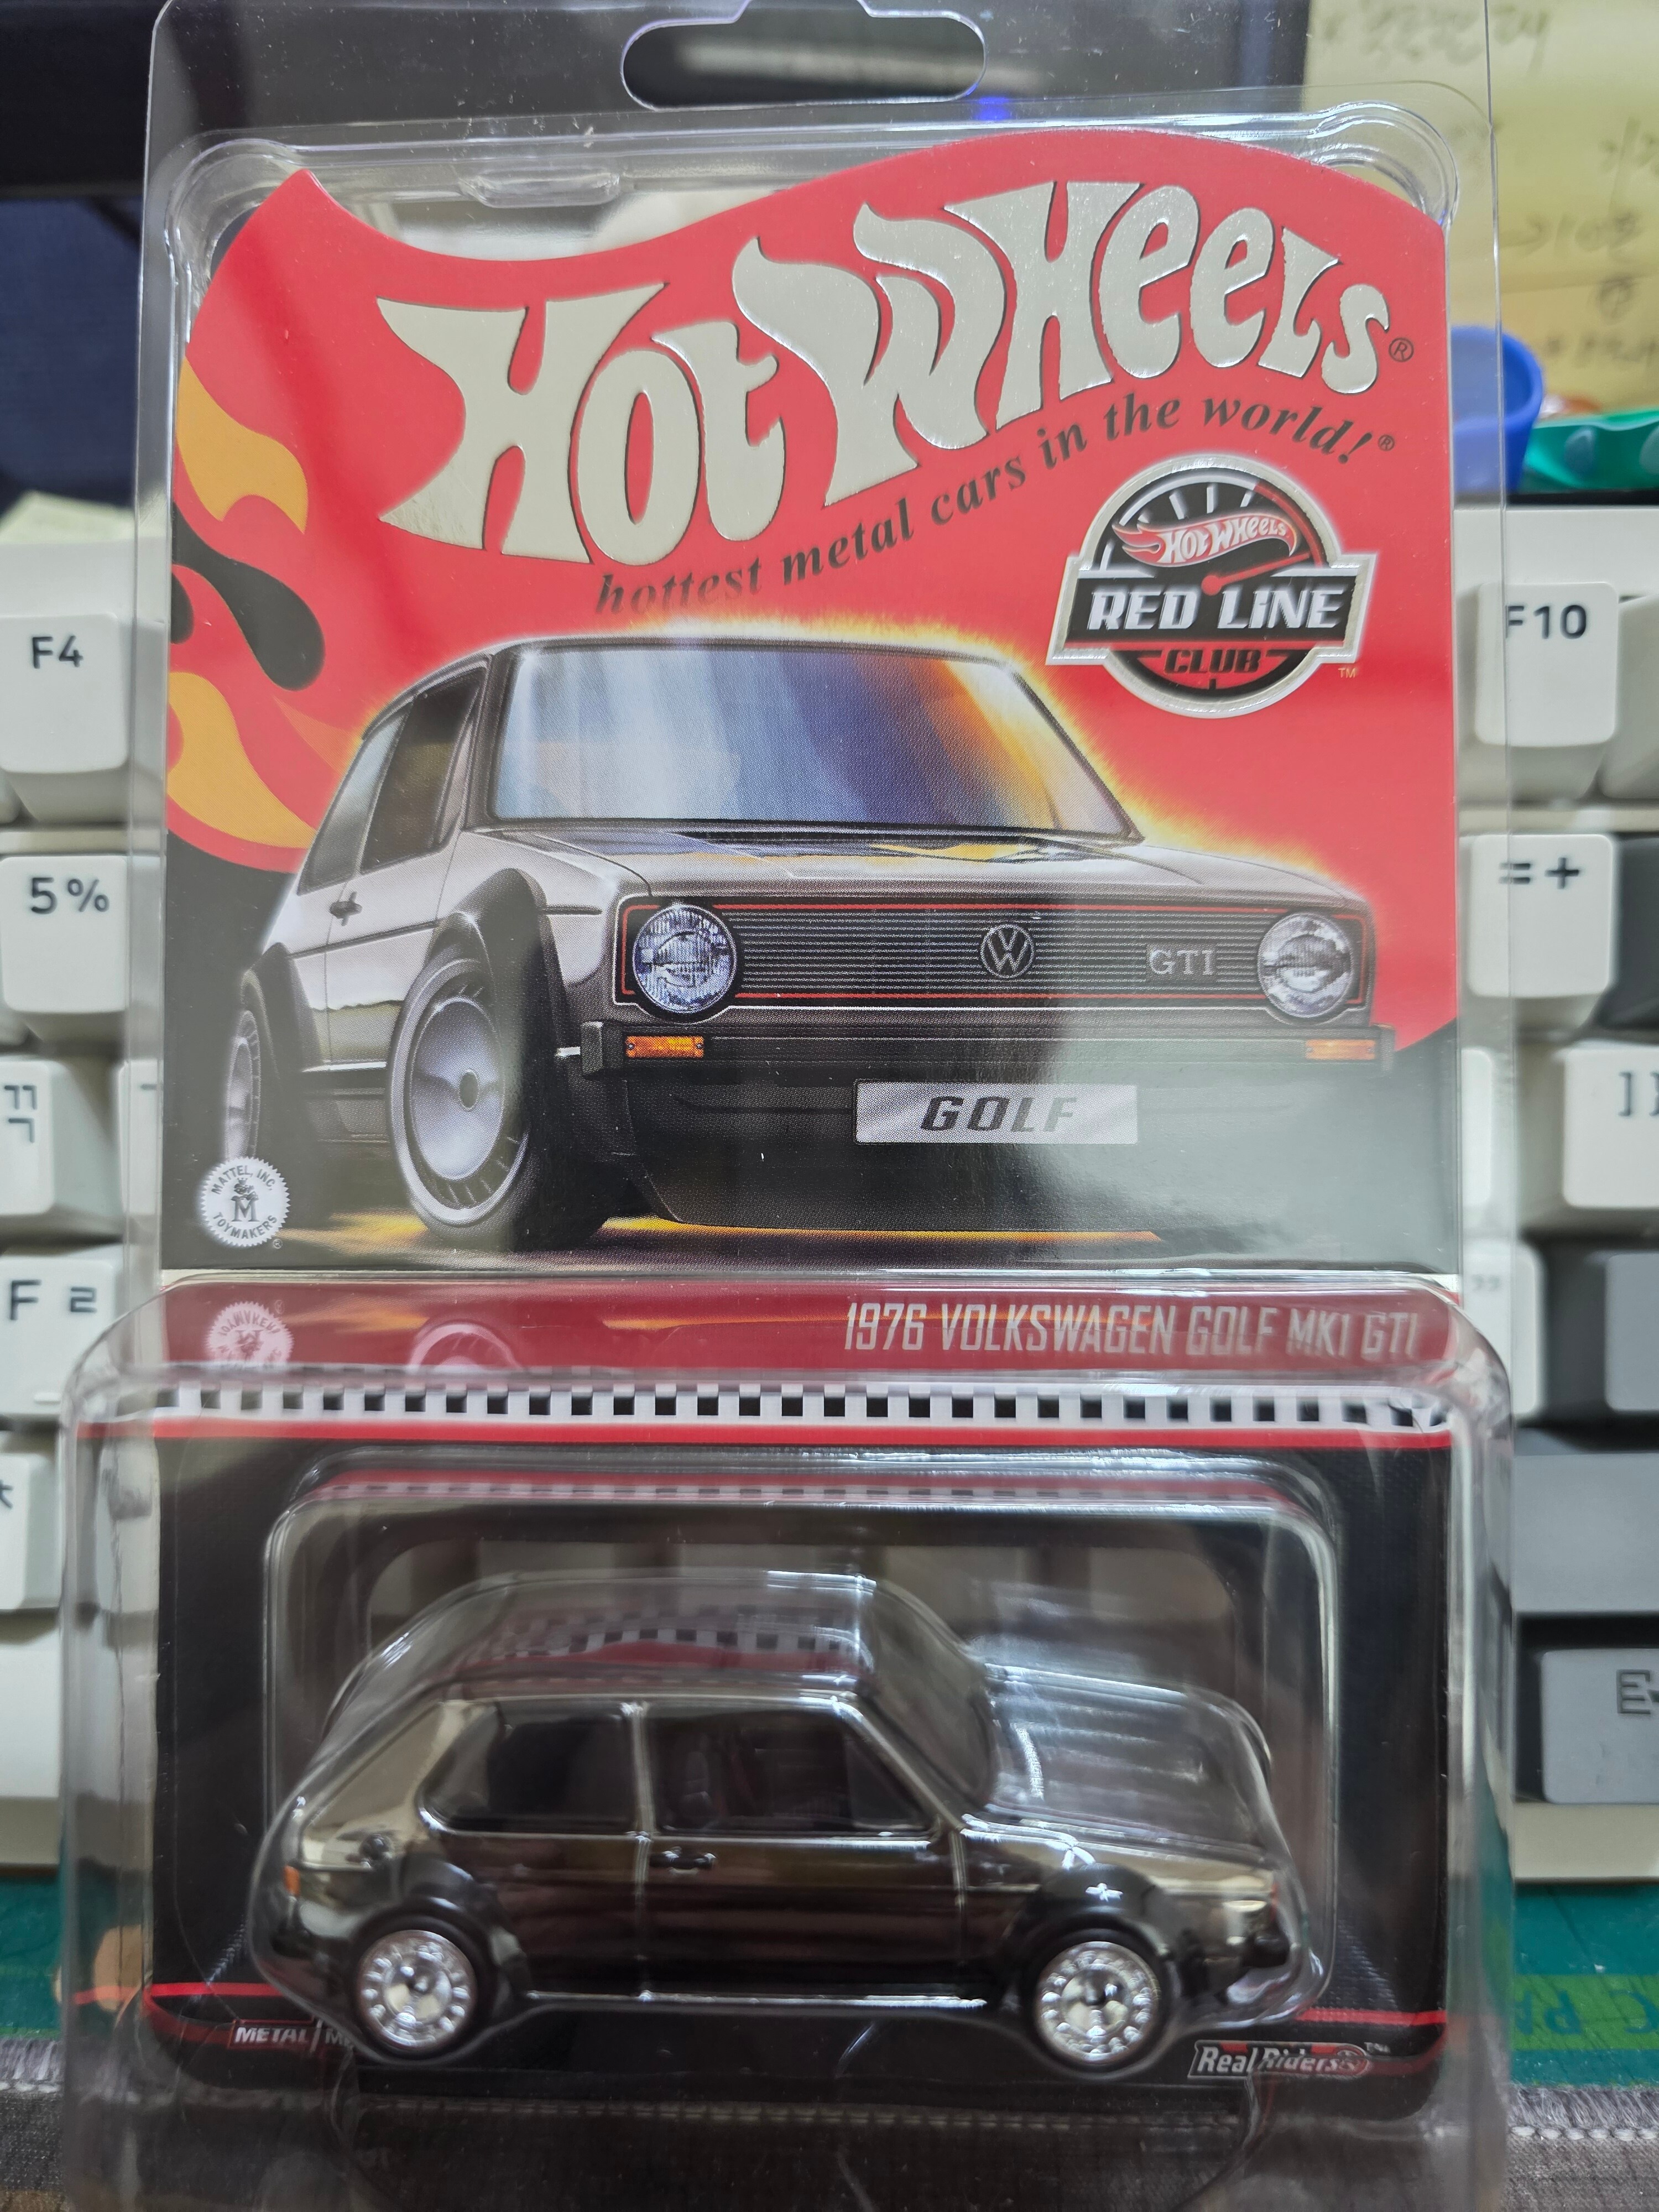 HOT WHEELS®
hottest metal cars in the world!®
HOT WHEELS
RED LINE
CLUB
TM
F4
F10
5 %
= +
GTI
GOLF
MATTEL, INC.
M
TOYMAKERS
®
F ㄹ
1976 VOLKSWAGEN GOLF MK1 GTI
METAL
Real Riders